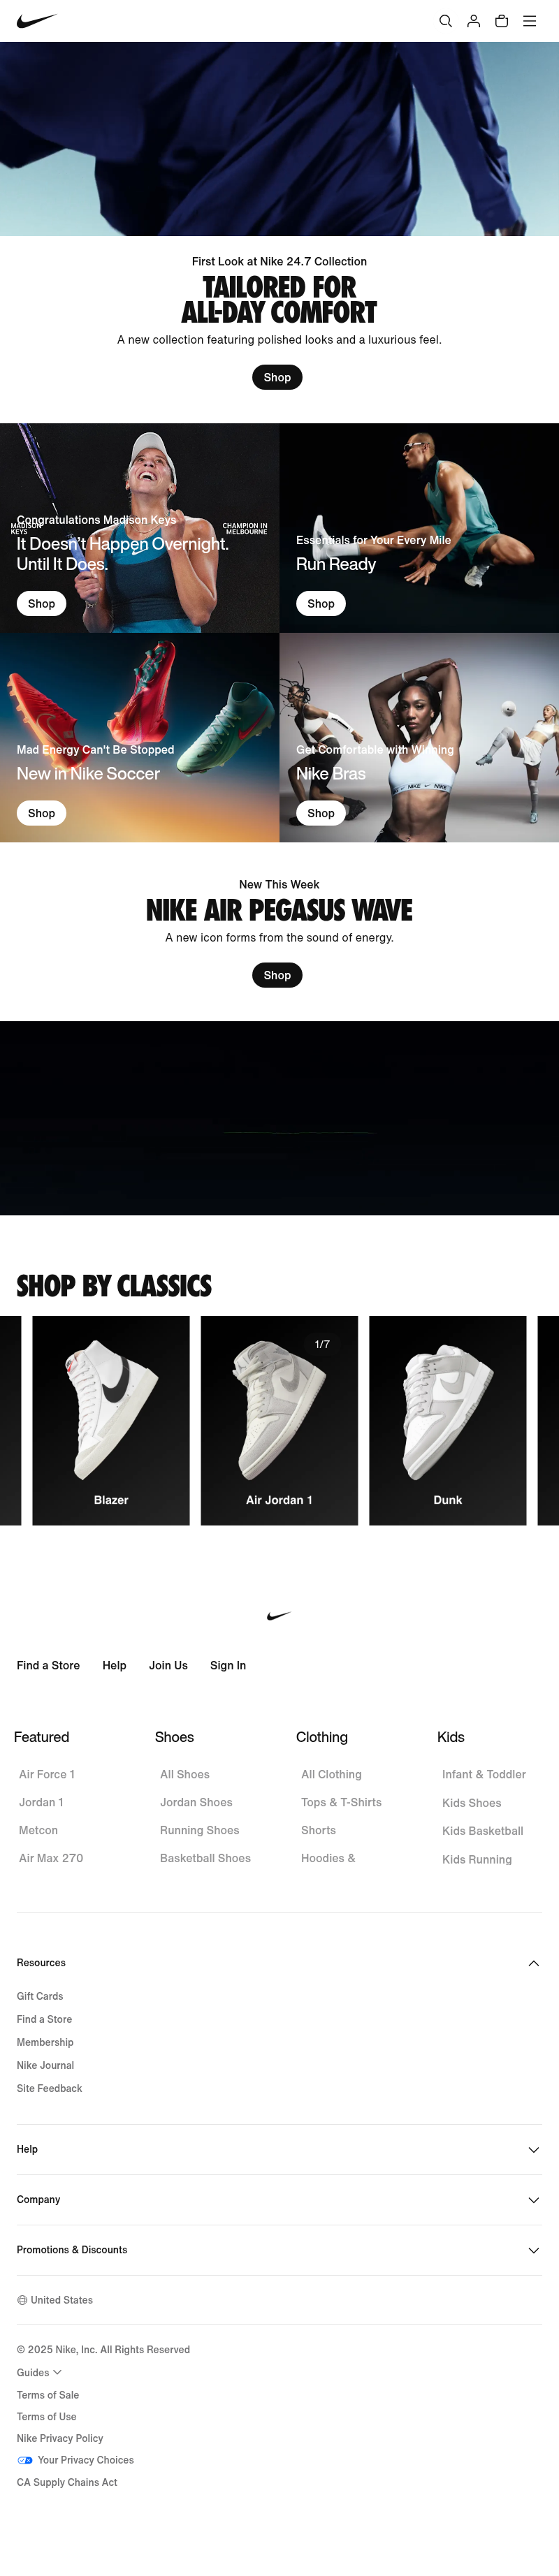 First Look at Nike 24.7 Collection
TAILORED FOR
ALL-DAY COMFORT
A new collection featuring polished looks and a luxurious feel.
Shop
Congratulations Madison Keys
MADISON
KEYS
CHAMPION IN
MELBOURNE
It Doesn't Happen Overnight.
Until It Does.
Shop
Essentials for Your Every Mile
Run Ready
Shop
Mad Energy Can't Be Stopped
New in Nike Soccer
Shop
Get Comfortable with Winning
Nike Bras
NIKE NIKE
Shop
New This Week
NIKE AIR PEGASUS WAVE
A new icon forms from the sound of energy.
Shop
SHOP BY CLASSICS
1/7
Blazer
Air Jordan 1
Dunk
Find a Store
Help
Join Us
Sign In
Featured
Air Force 1
Jordan 1
Metcon
Air Max 270
Shoes
All Shoes
Jordan Shoes
Running Shoes
Basketball Shoes
Clothing
All Clothing
Tops & T-Shirts
Shorts
Hoodies &
Kids
Infant & Toddler
Kids Shoes
Kids Basketball
Kids Running
Resources
Gift Cards
Find a Store
Membership
Nike Journal
Site Feedback
Help
Company
Promotions & Discounts
United States
© 2025 Nike, Inc. All Rights Reserved
Guides
Terms of Sale
Terms of Use
Nike Privacy Policy
Your Privacy Choices
CA Supply Chains Act